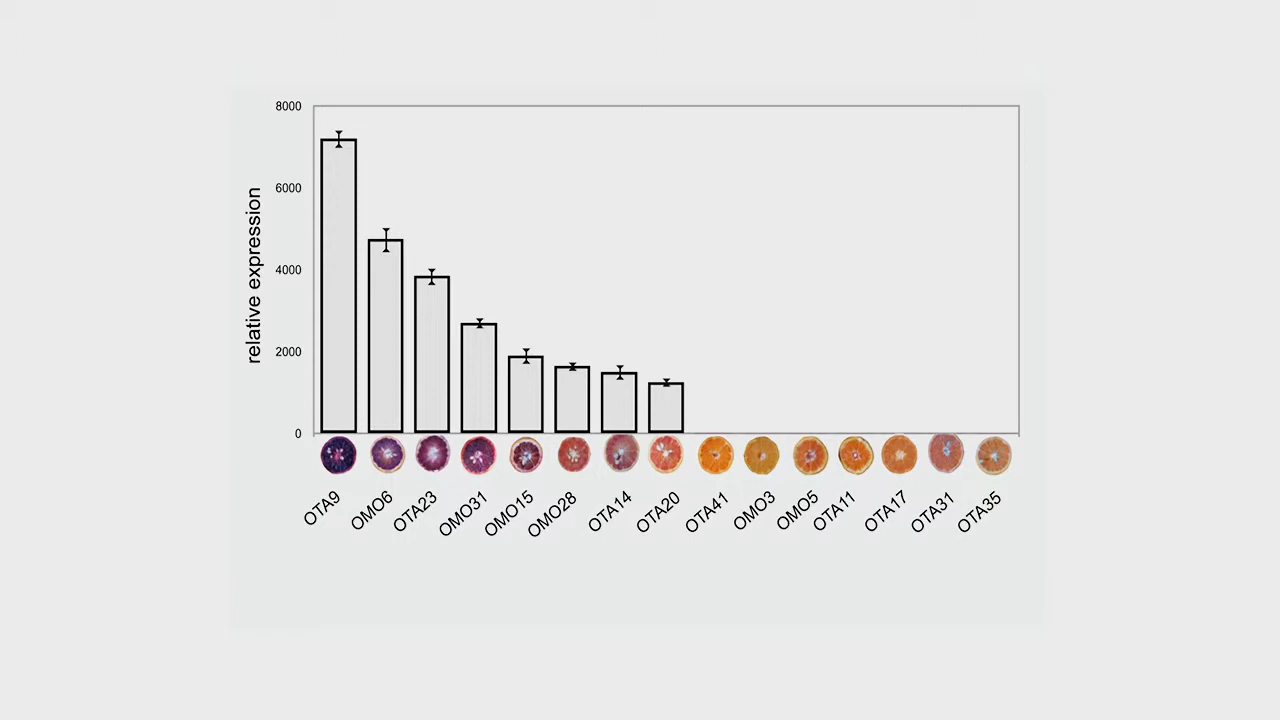 8000
6000
4000
2000
0
relative expression
OTA9
OMO6
OTA23
OMO31
OMO15
OMO28
OTA14
OTA20
OTA41
OMO3
OMO5
OTA11
OTA17
OTA31
OTA35